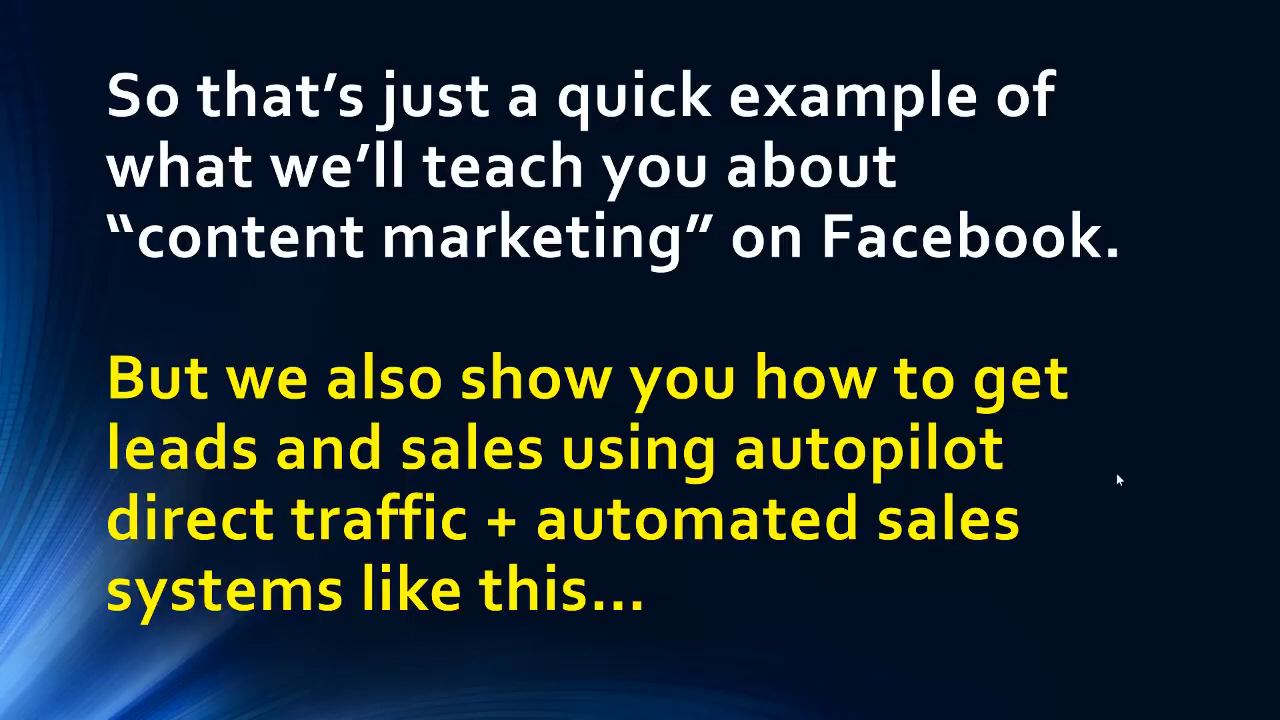 So that’s just a quick example of
what we’ll teach you about
“content marketing” on Facebook.
But we also show you how to get
leads and sales using autopilot
direct traffic + automated sales
systems like this...